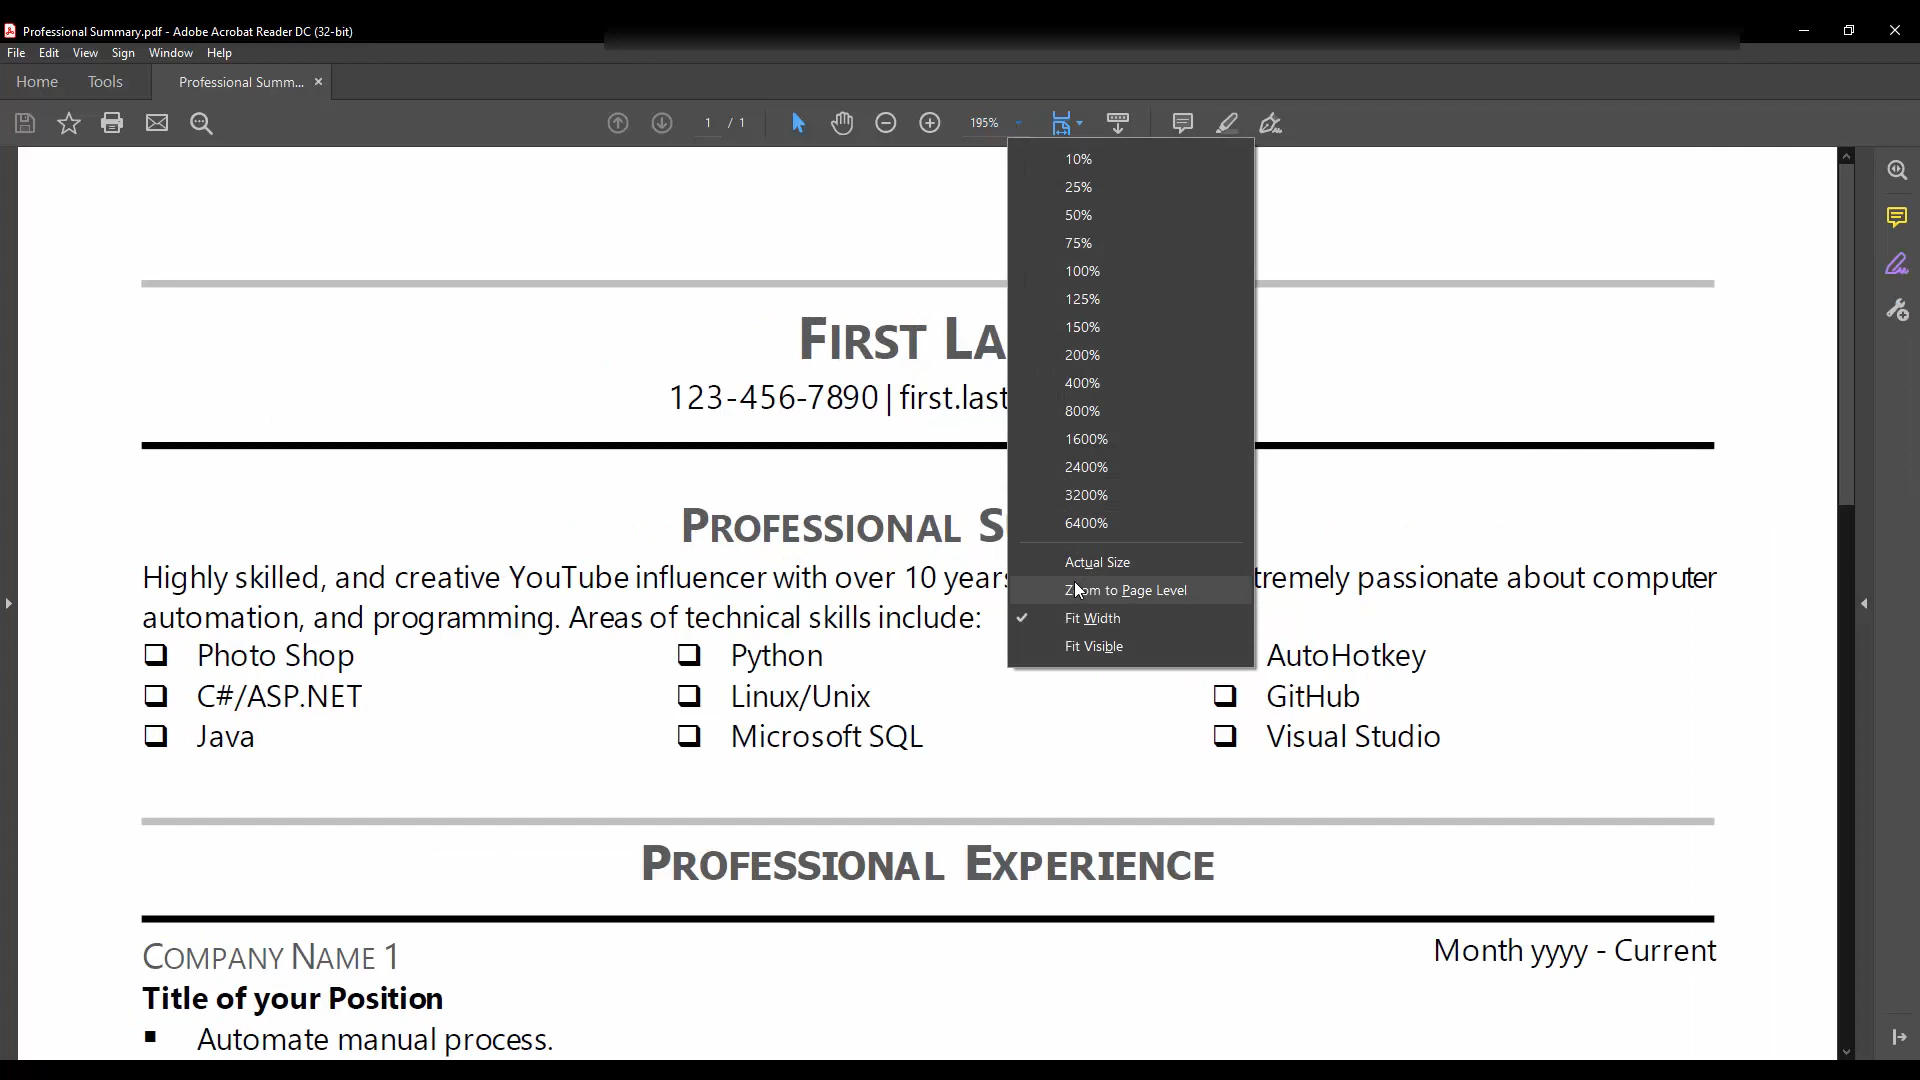 Professional Summary.pdf - Adobe Acrobat Reader DC (32-bit)
File Edit View Sign Window Help
Home Tools Professional Summ... ×
1 / 1 195%
10%
25%
50%
75%
100%
125%
150%
200%
400%
800%
1600%
2400%
3200%
6400%
Actual Size
Zoom to Page Level
Fit Width
Fit Visible
FIRST LA
123-456-7890 | first.last
PROFESSIONAL S
Highly skilled, and creative YouTube influencer with over 10 years tremely passionate about computer
automation, and programming. Areas of technical skills include:
Photo Shop Python AutoHotkey
C#/ASP.NET Linux/Unix GitHub
Java Microsoft SQL Visual Studio
PROFESSIONAL EXPERIENCE
COMPANY NAME 1 Month yyyy - Current
Title of your Position
Automate manual process.